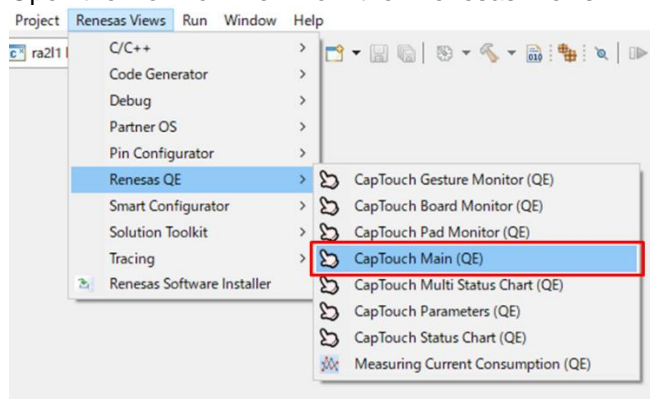 Project Renesas Views Run Window Help
ra2l1
C/C++
Code Generator
Debug
Partner OS
Pin Configurator
Renesas QE
Smart Configurator
Solution Toolkit
Tracing
Renesas Software Installer
CapTouch Gesture Monitor (QE)
CapTouch Board Monitor (QE)
CapTouch Pad Monitor (QE)
CapTouch Main (QE)
CapTouch Multi Status Chart (QE)
CapTouch Parameters (QE)
CapTouch Status Chart (QE)
Measuring Current Consumption (QE)